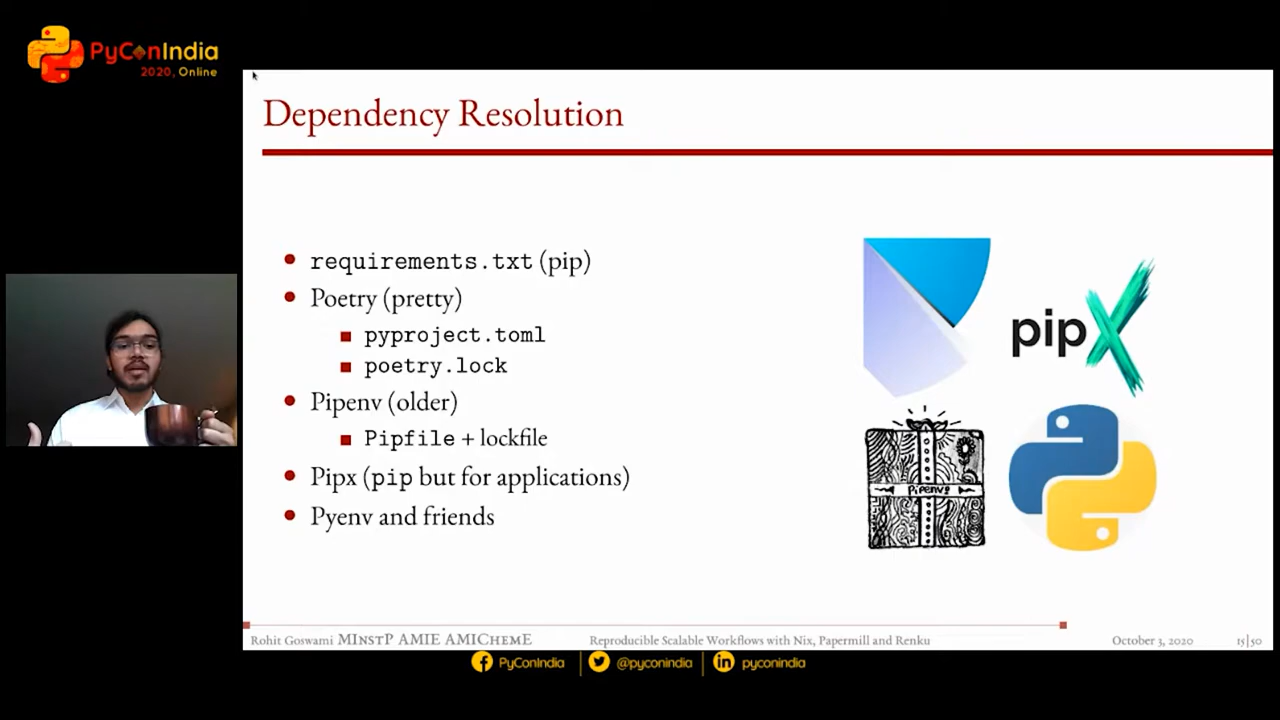 PyConIndia
2020, Online
Dependency Resolution
requirements.txt (pip)
Poetry (pretty)
pyproject.toml
poetry.lock
Pipenv (older)
Pipfile + lockfile
Pipx (pip but for applications)
Pyenv and friends
pipX
Pipenv
Rohit Goswami MInstP AMIE AMIChemE
Reproducible Scalable Workflows with Nix, Papermill and Renku
October 3, 2020
15|50
PyConIndia
@pyconindia
pyconindia